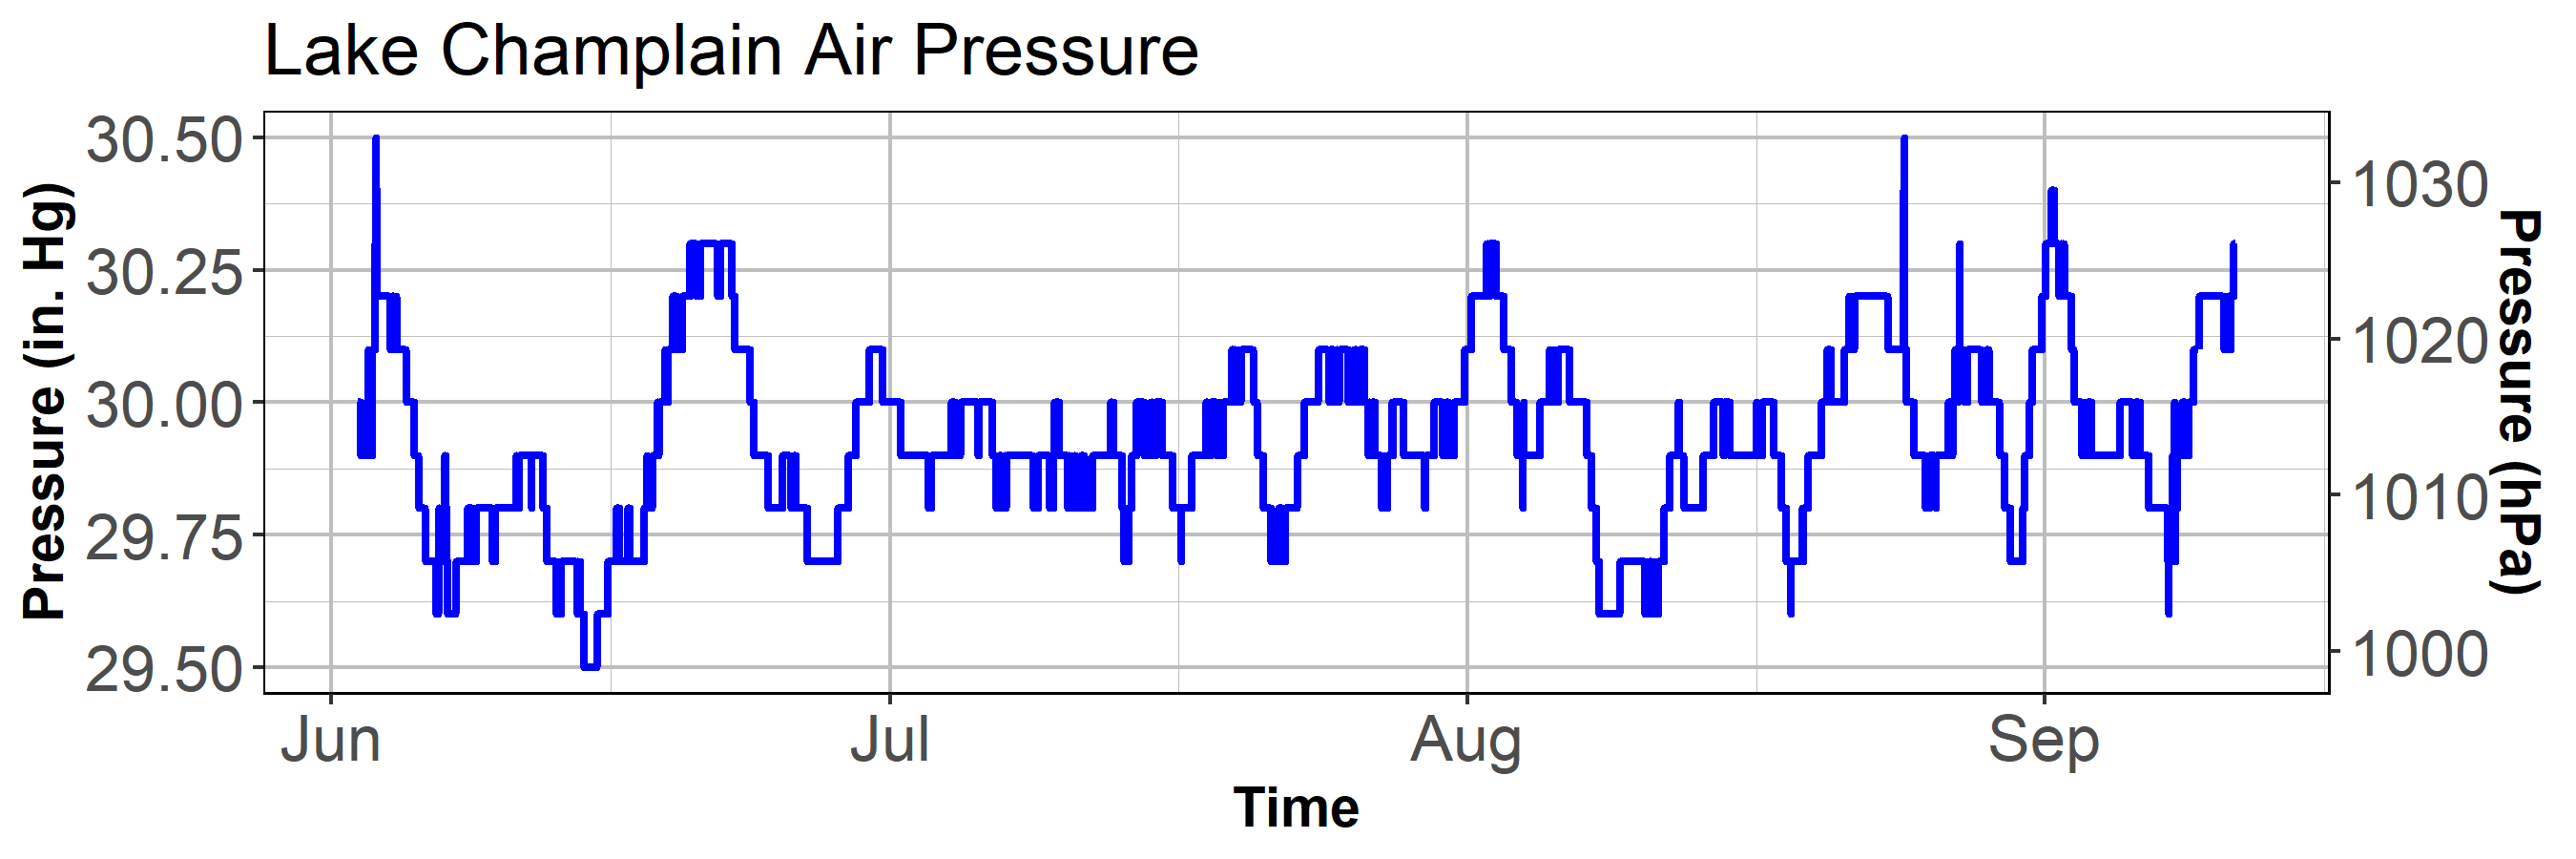 Lake Champlain Air Pressure
30.50
30.25
30.00
29.75
29.50
Pressure (in. Hg)
1030
1020
1010
1000
Pressure (hPa)
Jun Jul Aug Sep
Time